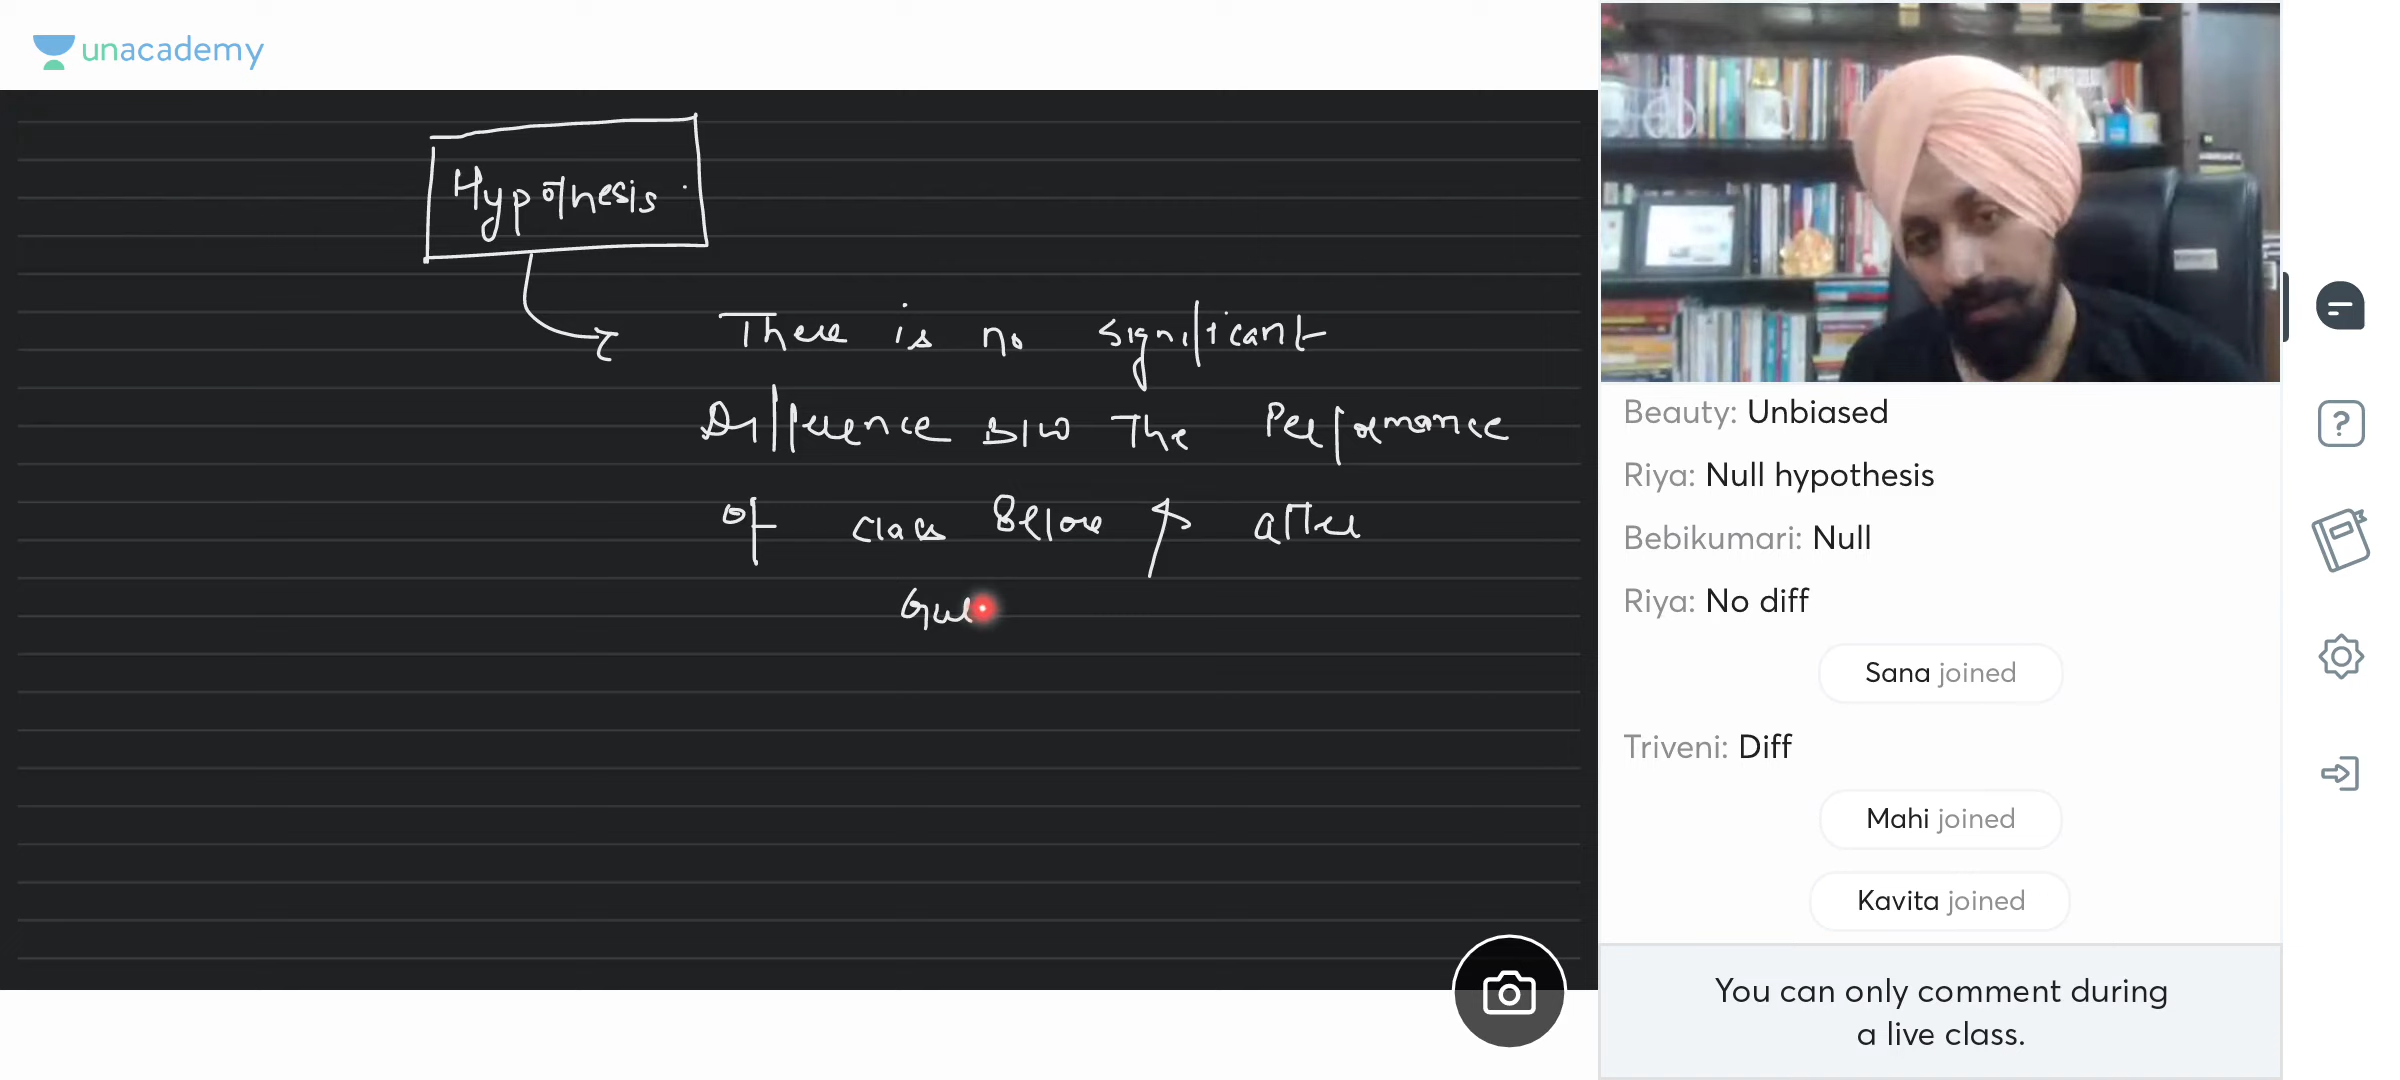 unacademy
Hypothesis.
There is no significant
Difference B/w The Performance
of class Before & after
Beauty: Unbiased
Riya: Null hypothesis
Bebikumari: Null
Riya: No diff
Sana joined
Triveni: Diff
Mahi joined
Kavita joined
You can only comment during
a live class.